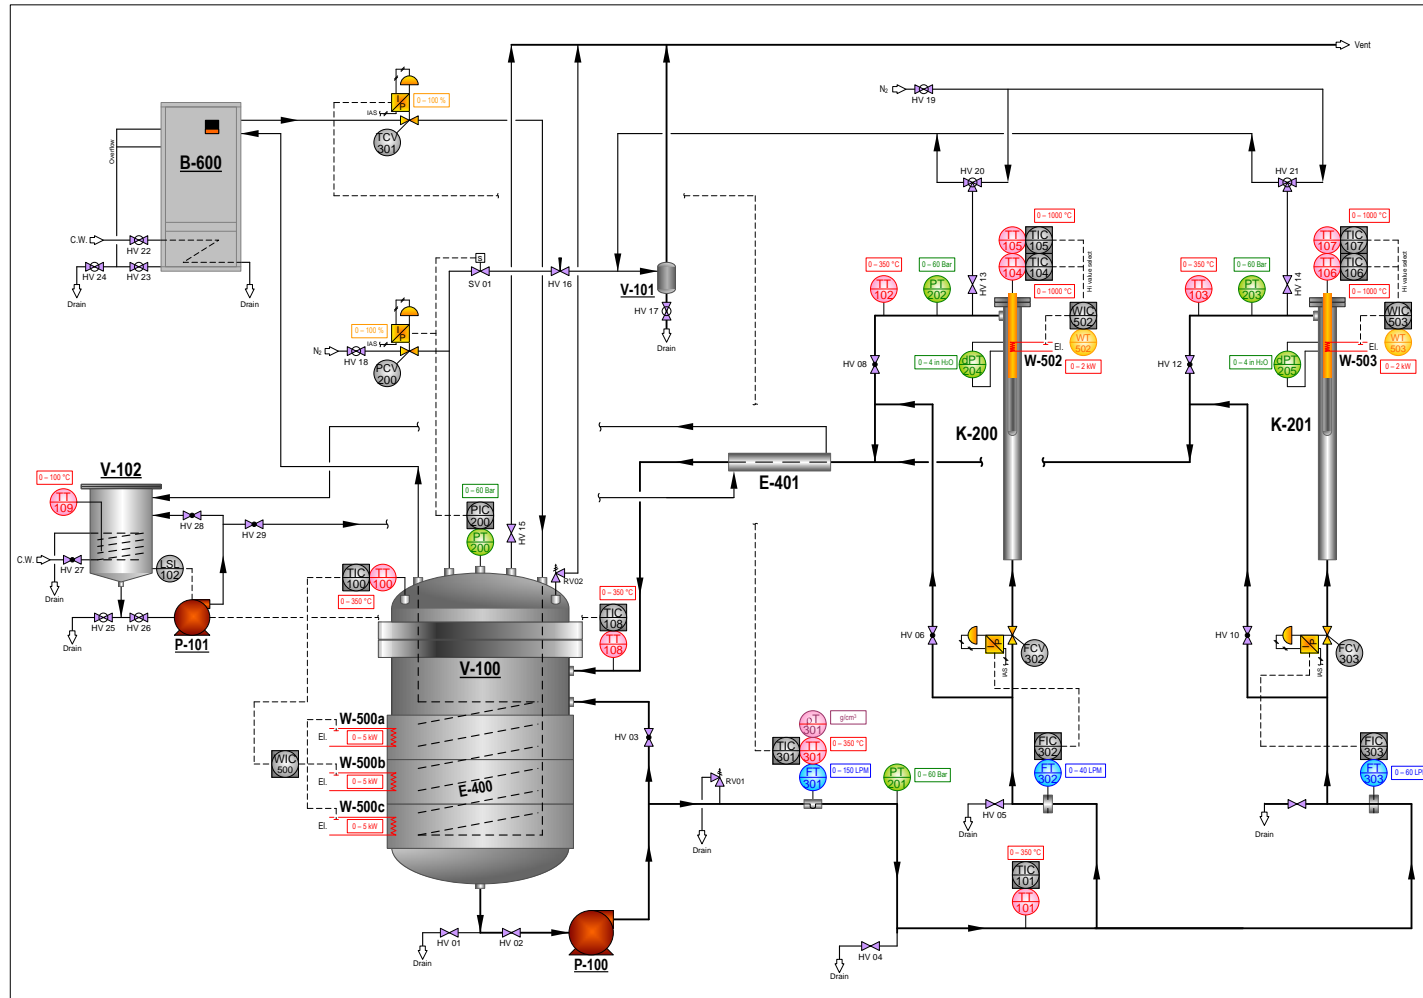 Vent
N₂
HV 19
I/P
0 – 100 %
IAS
TCV
301
Overflow
B-600
HV 20
HV 21
C.W.
HV 22
HV 24
HV 23
Drain
Drain
S
SV 01
HV 16
V-101
HV 17
Drain
0 – 350 °C
TT
102
0 – 60 Bar
PT
202
HV 13
0 – 1000 °C
TT
105
TIC
105
TT
104
TIC
104
0 – 1000 °C
Hi value select
WIC
502
El.
WT
502
W-502
0 – 2 kW
0 – 350 °C
TT
103
0 – 60 Bar
PT
203
HV 14
0 – 1000 °C
TT
107
TIC
107
TT
106
TIC
106
0 – 1000 °C
Hi value select
WIC
503
El.
WT
503
W-503
0 – 2 kW
I/P
0 – 100 %
IAS
N₂
HV 18
PCV
200
HV 08
0 – 4 in H₂O
dPT
204
HV 12
0 – 4 in H₂O
dPT
205
K-200
K-201
V-102
0 – 100 °C
TT
109
E-401
0 – 60 Bar
PIC
200
PT
200
HV 15
HV 28
HV 29
C.W.
HV 27
Drain
LSL
102
TIC
100
TT
100
0 – 350 °C
RV02
0 – 350 °C
TIC
108
TT
108
HV 25
HV 26
Drain
P-101
HV 06
I/P
IAS
FCV
302
HV 10
I/P
IAS
FCV
303
V-100
W-500a
El.
0 – 5 kW
WIC
500
W-500b
El.
0 – 5 kW
W-500c
El.
0 – 5 kW
E-400
HV 03
ρT
301
g/cm³
TIC
301
TT
301
0 – 350 °C
FT
301
0 – 150 LPM
PT
201
0 – 60 Bar
RV01
Drain
FIC
302
FT
302
0 – 40 LPM
HV 05
Drain
FIC
303
FT
303
0 – 60 LP
Drain
0 – 350 °C
TIC
101
TT
101
HV 01
HV 02
Drain
P-100
HV 04
Drain